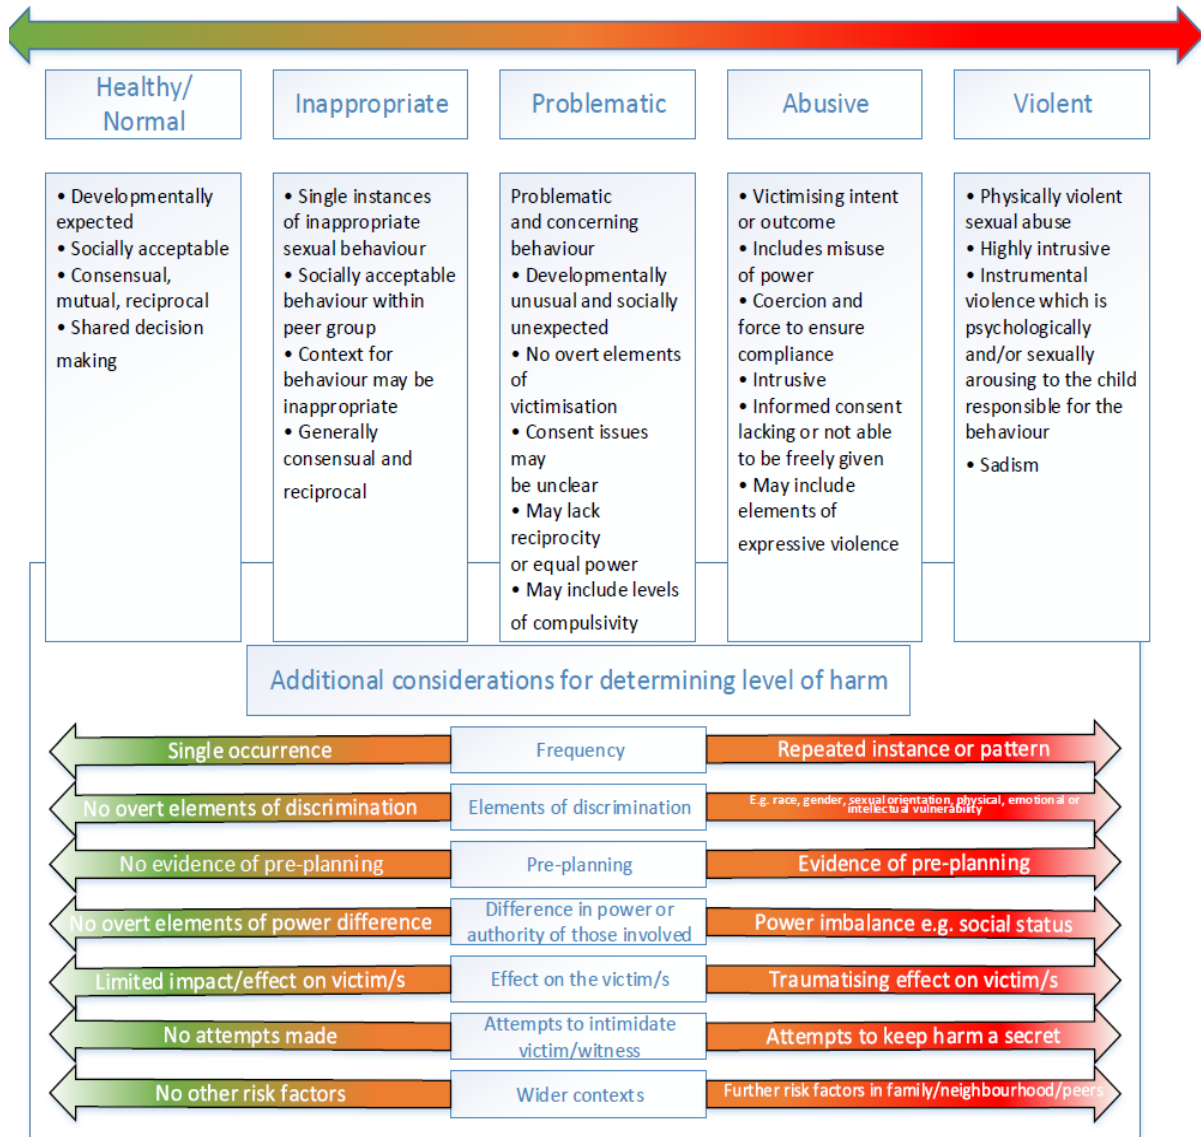 Healthy/
Normal
Inappropriate
Problematic
Abusive
Violent
• Developmentally
expected
• Socially acceptable
• Consensual,
mutual, reciprocal
• Shared decision
making
• Single instances
of inappropriate
sexual behaviour
• Socially acceptable
behaviour within
peer group
• Context for
behaviour may be
inappropriate
• Generally
consensual and
reciprocal
Problematic
and concerning
behaviour
• Developmentally
unusual and socially
unexpected
• No overt elements
of
victimisation
• Consent issues
may
be unclear
• May lack
reciprocity
or equal power
• May include levels
of compulsivity
• Victimising intent
or outcome
• Includes misuse
of power
• Coercion and
force to ensure
compliance
• Intrusive
• Informed consent
lacking or not able
to be freely given
• May include
elements of
expressive violence
• Physically violent
sexual abuse
• Highly intrusive
• Instrumental
violence which is
psychologically
and/or sexually
arousing to the child
responsible for the
behaviour
• Sadism
Additional considerations for determining level of harm
Single occurrence
Frequency
Repeated instance or pattern
No overt elements of discrimination
Elements of discrimination
E.g. race, gender, sexual orientation, physical, emotional or
intellectual vulnerability
No evidence of pre-planning
Pre-planning
Evidence of pre-planning
No overt elements of power difference
Difference in power or
authority of those involved
Power imbalance e.g. social status
Limited impact/effect on victim/s
Effect on the victim/s
Traumatising effect on victim/s
No attempts made
Attempts to intimidate
victim/witness
Attempts to keep harm a secret
No other risk factors
Wider contexts
Further risk factors in family/neighbourhood/peers